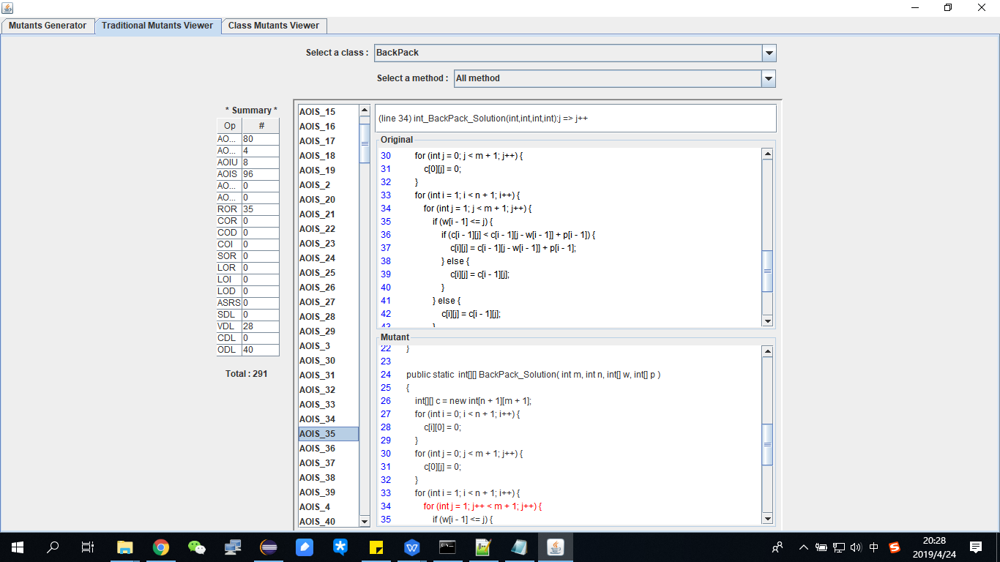 Mutants Generator Traditional Mutants Viewer Class Mutants Viewer
Select a class : BackPack
Select a method : All method
* Summary *
Op #
AO... 80
AO... 4
AOIU 8
AOIS 96
AO... 0
AO... 0
ROR 35
COR 0
COD 0
COI 0
SOR 0
LOR 0
LOI 0
LOD 0
ASRS 0
SDL 0
VDL 28
CDL 0
ODL 40
Total : 291
AOIS_15
AOIS_16
AOIS_17
AOIS_18
AOIS_19
AOIS_2
AOIS_20
AOIS_21
AOIS_22
AOIS_23
AOIS_24
AOIS_25
AOIS_26
AOIS_27
AOIS_28
AOIS_29
AOIS_3
AOIS_30
AOIS_31
AOIS_32
AOIS_33
AOIS_34
AOIS_35
AOIS_36
AOIS_37
AOIS_38
AOIS_39
AOIS_4
AOIS_40
(line 34) int_BackPack_Solution(int,int,int,int):j => j++
Original
30 for (int j = 0; j < m + 1; j++) {
31 c[0][j] = 0;
32 }
33 for (int i = 1; i < n + 1; i++) {
34 for (int j = 1; j < m + 1; j++) {
35 if (w[i - 1] <= j) {
36 if (c[i - 1][j] < c[i - 1][j - w[i - 1]] + p[i - 1]) {
37 c[i][j] = c[i - 1][j - w[i - 1]] + p[i - 1];
38 } else {
39 c[i][j] = c[i - 1][j];
40 }
41 } else {
42 c[i][j] = c[i - 1][j];
43 }
Mutant
22 }
23
24 public static int[][] BackPack_Solution( int m, int n, int[] w, int[] p )
25 {
26 int[][] c = new int[n + 1][m + 1];
27 for (int i = 0; i < n + 1; i++) {
28 c[i][0] = 0;
29 }
30 for (int j = 0; j < m + 1; j++) {
31 c[0][j] = 0;
32 }
33 for (int i = 1; i < n + 1; i++) {
34 for (int j = 1; j++ < m + 1; j++) {
35 if (w[i - 1] <= j) {
中
20:28
2019/4/24